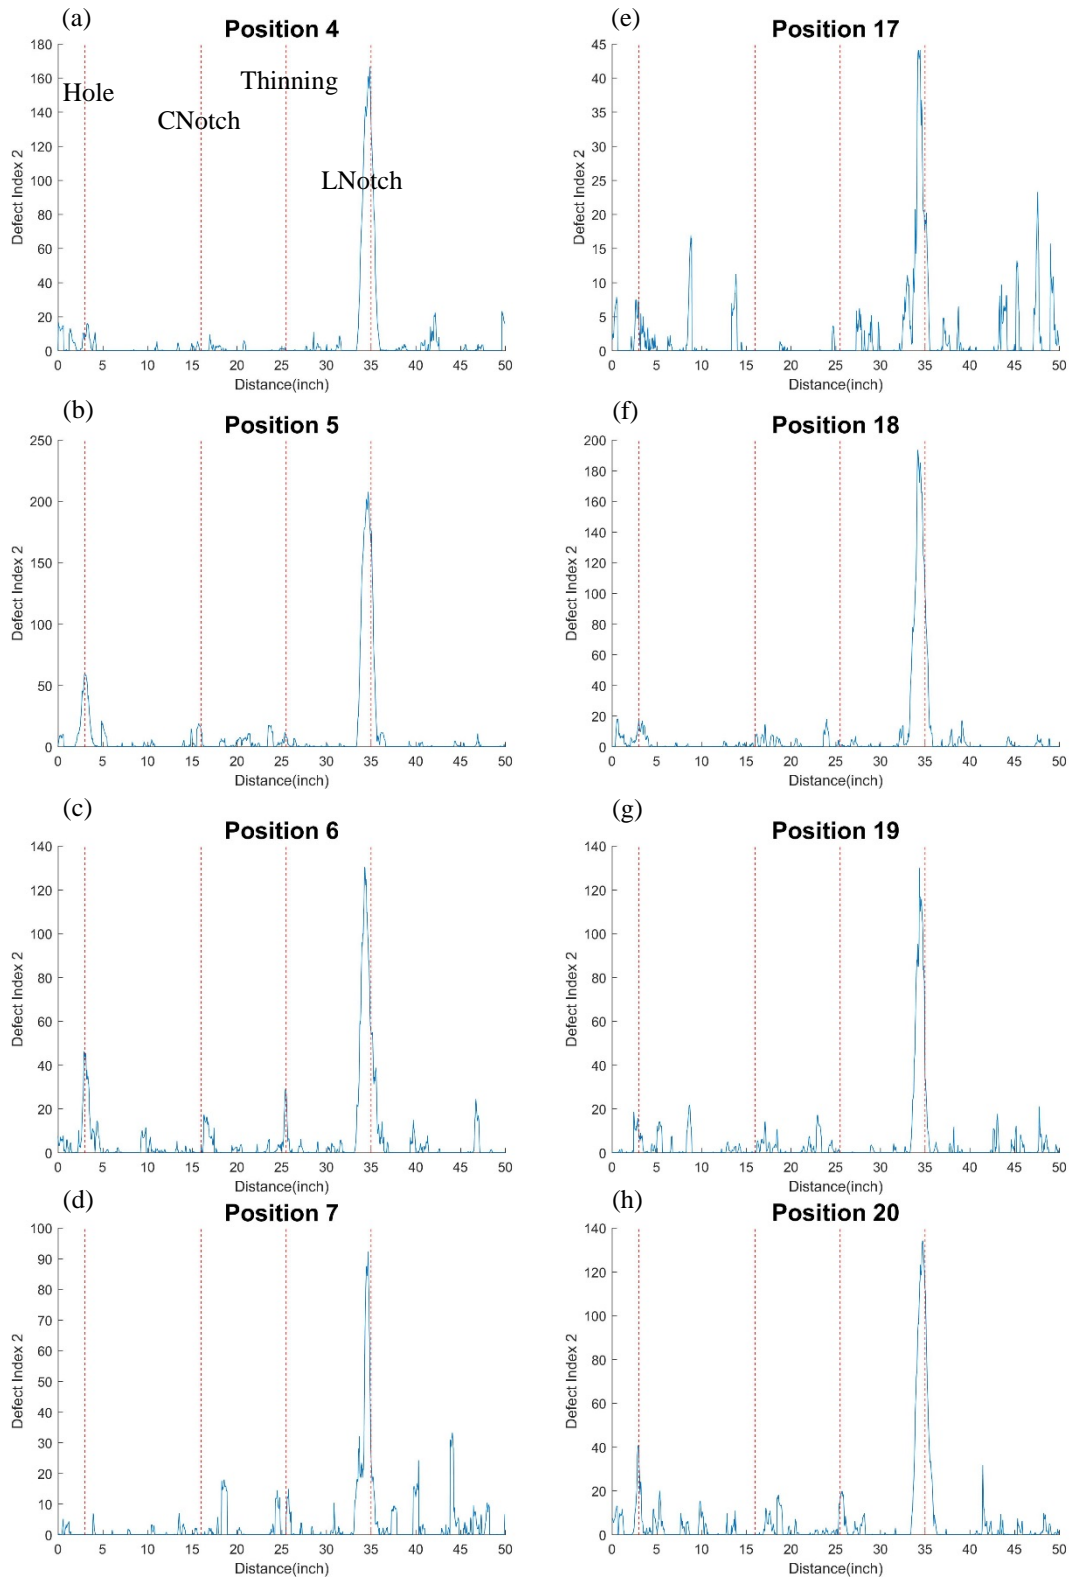 (a)
Position 4
180
160
140
120
100
80
60
40
20
0
Defect Index 2
Hole
CNotch
Thinning
LNotch
0 5 10 15 20 25 30 35 40 45 50
Distance(inch)
(b)
Position 5
250
200
150
100
50
0
Defect Index 2
0 5 10 15 20 25 30 35 40 45 50
Distance(inch)
(c)
Position 6
140
120
100
80
60
40
20
0
Defect Index 2
0 5 10 15 20 25 30 35 40 45 50
Distance(inch)
(d)
Position 7
100
90
80
70
60
50
40
30
20
10
0
Defect Index 2
0 5 10 15 20 25 30 35 40 45 50
Distance(inch)
(e)
Position 17
45
40
35
30
25
20
15
10
5
0
Defect Index 2
0 5 10 15 20 25 30 35 40 45 50
Distance(inch)
(f)
Position 18
200
180
160
140
120
100
80
60
40
20
0
Defect Index 2
0 5 10 15 20 25 30 35 40 45 50
Distance(inch)
(g)
Position 19
140
120
100
80
60
40
20
0
Defect Index 2
0 5 10 15 20 25 30 35 40 45 50
Distance(inch)
(h)
Position 20
140
120
100
80
60
40
20
0
Defect Index 2
0 5 10 15 20 25 30 35 40 45 50
Distance(inch)